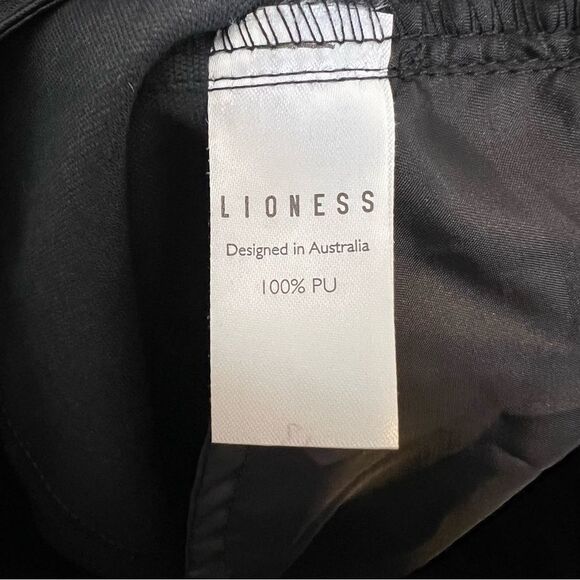 LIONESS
Designed in Australia
100% PU